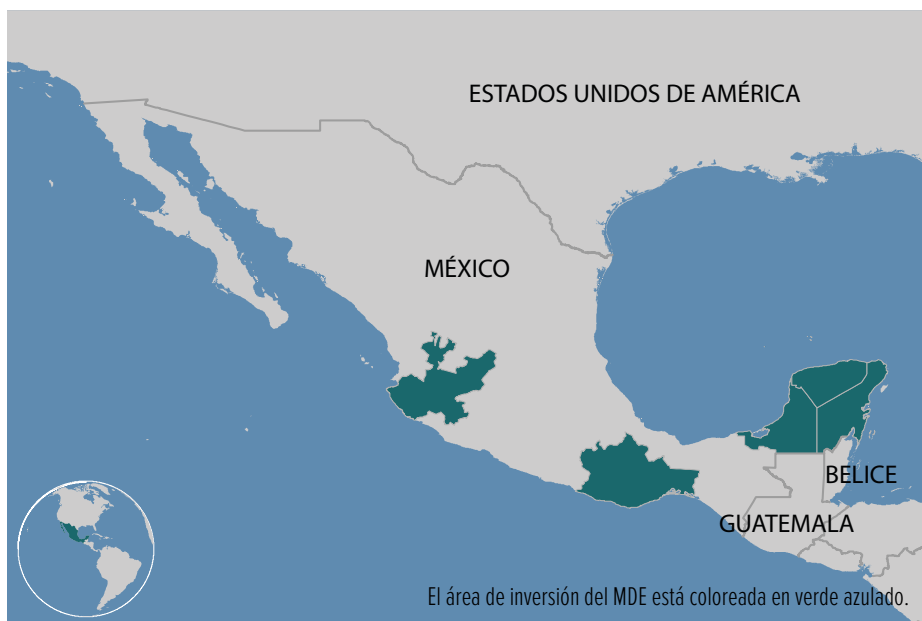 ESTADOS UNIDOS DE AMÉRICA
MÉXICO
BELICE
GUATEMALA
El área de inversión del MDE está coloreada en verde azulado.